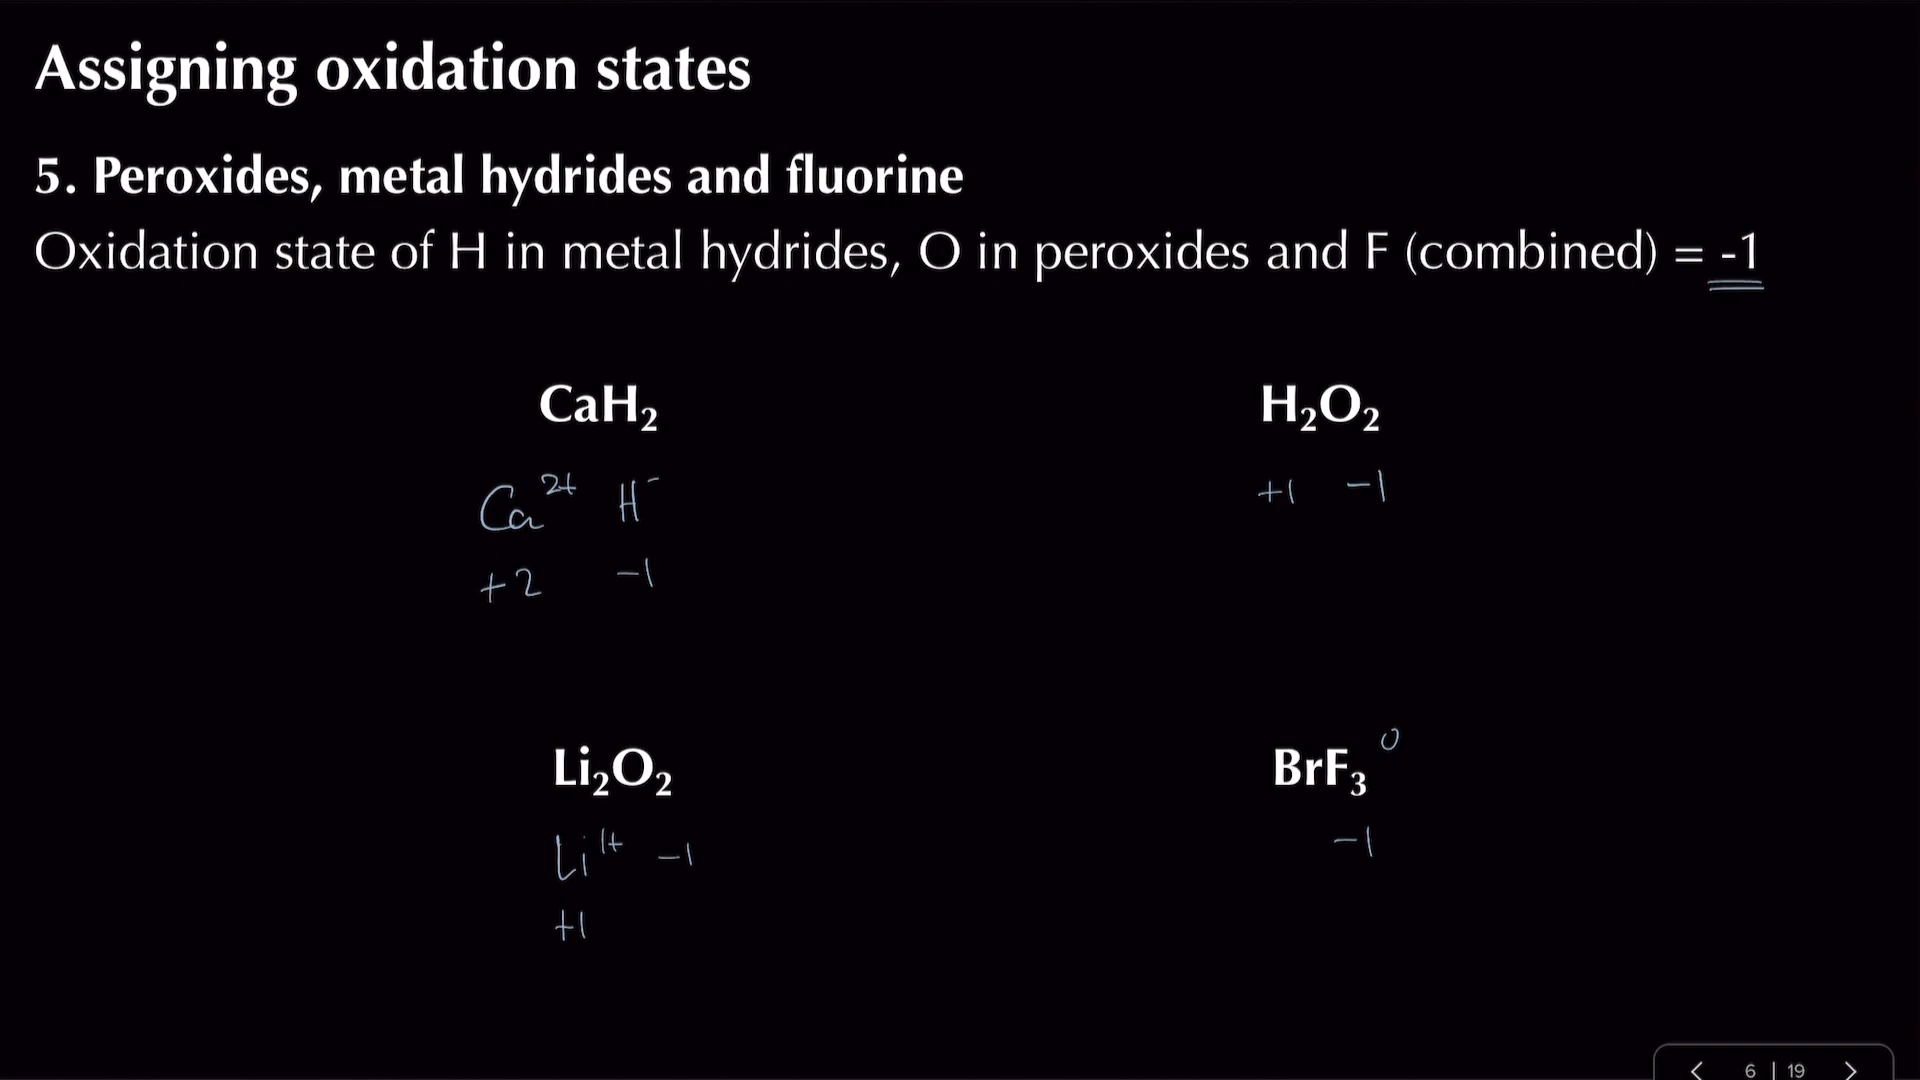 Assigning oxidation states
5. Peroxides, metal hydrides and fluorine
Oxidation state of H in metal hydrides, O in peroxides and F (combined) = -1
CaH₂
Ca²⁺ H⁻
+2 -1
H₂O₂
+1 -1
Li₂O₂
Li¹⁺ -1
+1
BrF₃ ⁰
-1
< 6 | 19 >